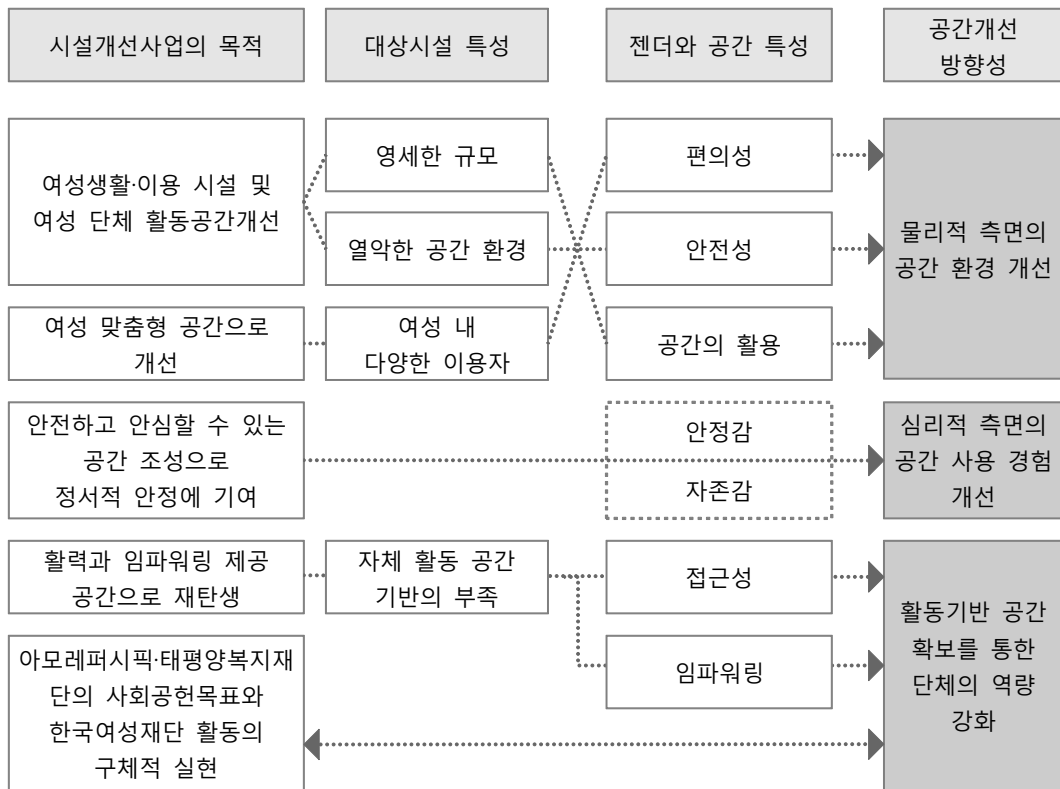 시설개선사업의 목적
대상시설 특성
젠더와 공간 특성
공간개선
방향성
여성생활·이용 시설 및
여성 단체 활동공간개선
영세한 규모
편의성
열악한 공간 환경
안전성
물리적 측면의
공간 환경 개선
여성 맞춤형 공간으로
개선
여성 내
다양한 이용자
공간의 활용
안전하고 안심할 수 있는
공간 조성으로
정서적 안정에 기여
안정감
자존감
심리적 측면의
공간 사용 경험
개선
활력과 임파워링 제공
공간으로 재탄생
자체 활동 공간
기반의 부족
접근성
임파워링
활동기반 공간
확보를 통한
단체의 역량
강화
아모레퍼시픽·태평양복지재
단의 사회공헌목표와
한국여성재단 활동의
구체적 실현